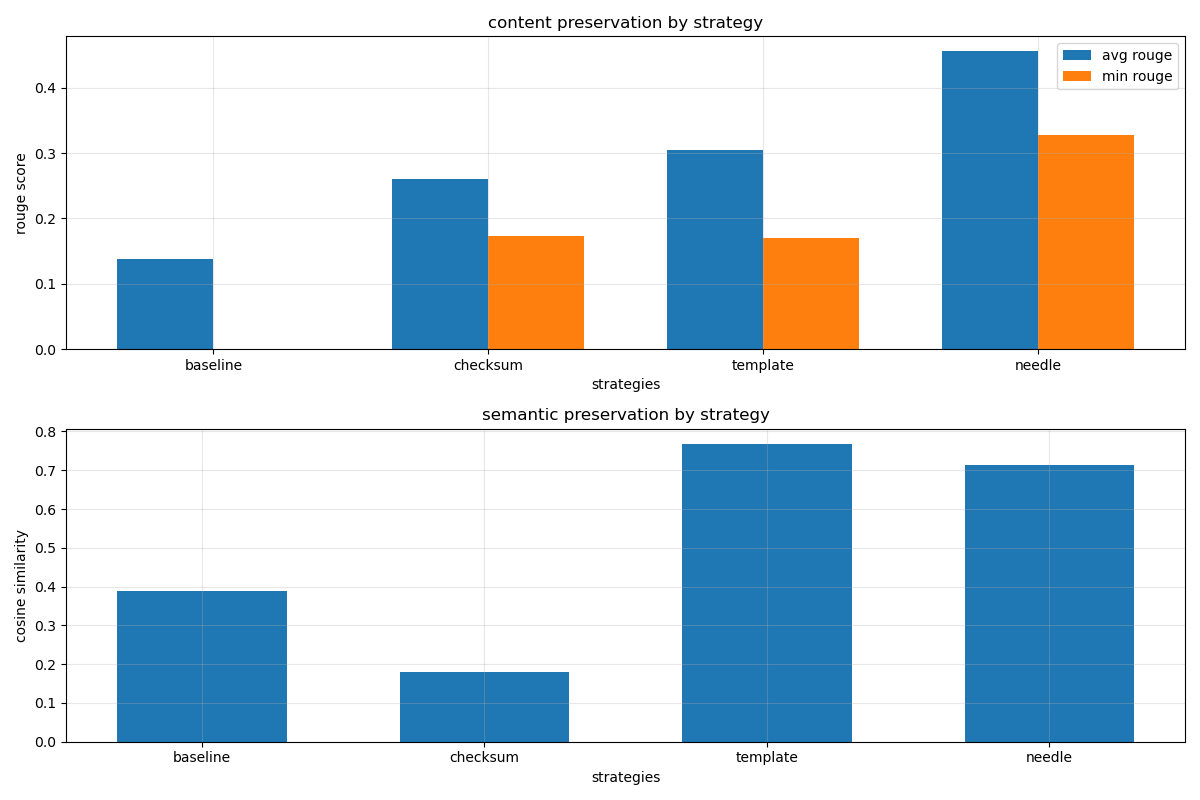 content preservation by strategy
avg rouge
min rouge
rouge score
0.4
0.3
0.2
0.1
0.0
baseline checksum template needle
strategies
semantic preservation by strategy
cosine similarity
0.8
0.7
0.6
0.5
0.4
0.3
0.2
0.1
0.0
baseline checksum template needle
strategies